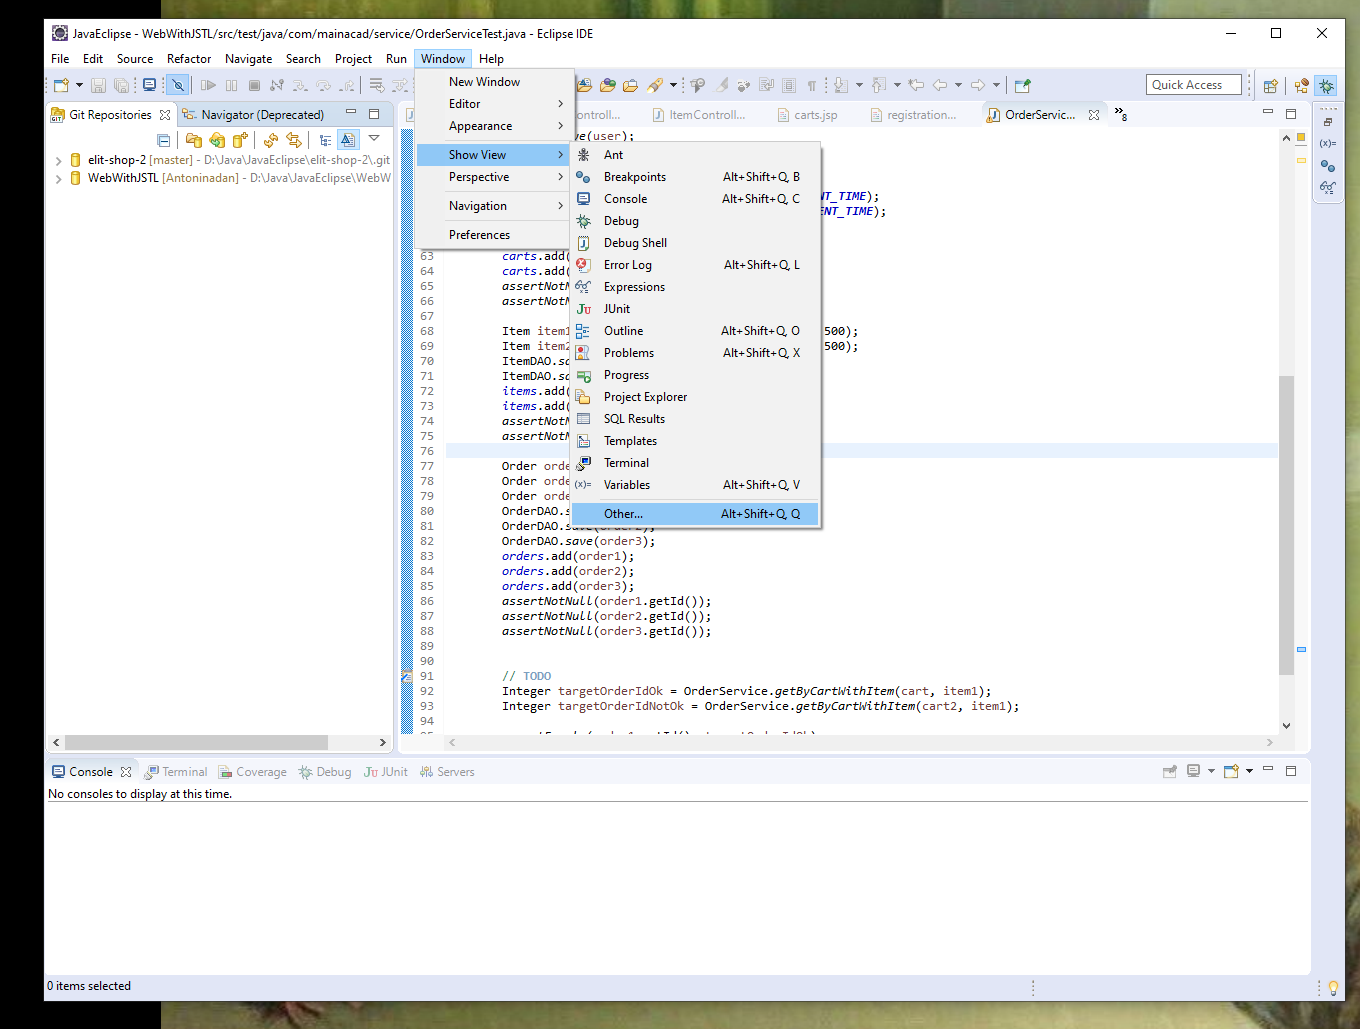 JavaEclipse - WebWithJSTL/src/test/java/com/mainacad/service/OrderServiceTest.java - Eclipse IDE
File Edit Source Refactor Navigate Search Project Run Window Help
Quick Access
Git Repositories Navigator (Deprecated)
elit-shop-2 [master] - D:\Java\JavaEclipse\elit-shop-2\.git
WebWithJSTL [Antoninadan] - D:\Java\JavaEclipse\WebW
New Window
Editor
Appearance
Show View
Perspective
Navigation
Preferences
Ant
Breakpoints Alt+Shift+Q, B
Console Alt+Shift+Q, C
Debug
Debug Shell
Error Log Alt+Shift+Q, L
Expressions
JUnit
Outline Alt+Shift+Q, O
Problems Alt+Shift+Q, X
Progress
Project Explorer
SQL Results
Templates
Terminal
Variables Alt+Shift+Q, V
Other... Alt+Shift+Q, Q
ontroll... ItemControll... carts.jsp registration... OrderServic... 8
(user);
NT_TIME);
ENT_TIME);
63 carts.add(
64 carts.add(
65 assertNotN
66 assertNotN
67
68 Item item1 500);
69 Item item2 500);
70 ItemDAO.sa
71 ItemDAO.sa
72 items.add(
73 items.add(
74 assertNotN
75 assertNotN
76
77 Order orde
78 Order orde
79 Order orde
80 OrderDAO.s
81 OrderDAO.save(order2);
82 OrderDAO.save(order3);
83 orders.add(order1);
84 orders.add(order2);
85 orders.add(order3);
86 assertNotNull(order1.getId());
87 assertNotNull(order2.getId());
88 assertNotNull(order3.getId());
89
90
91 // TODO
92 Integer targetOrderIdOk = OrderService.getByCartWithItem(cart, item1);
93 Integer targetOrderIdNotOk = OrderService.getByCartWithItem(cart2, item1);
94
Console Terminal Coverage Debug JUnit Servers
No consoles to display at this time.
0 items selected